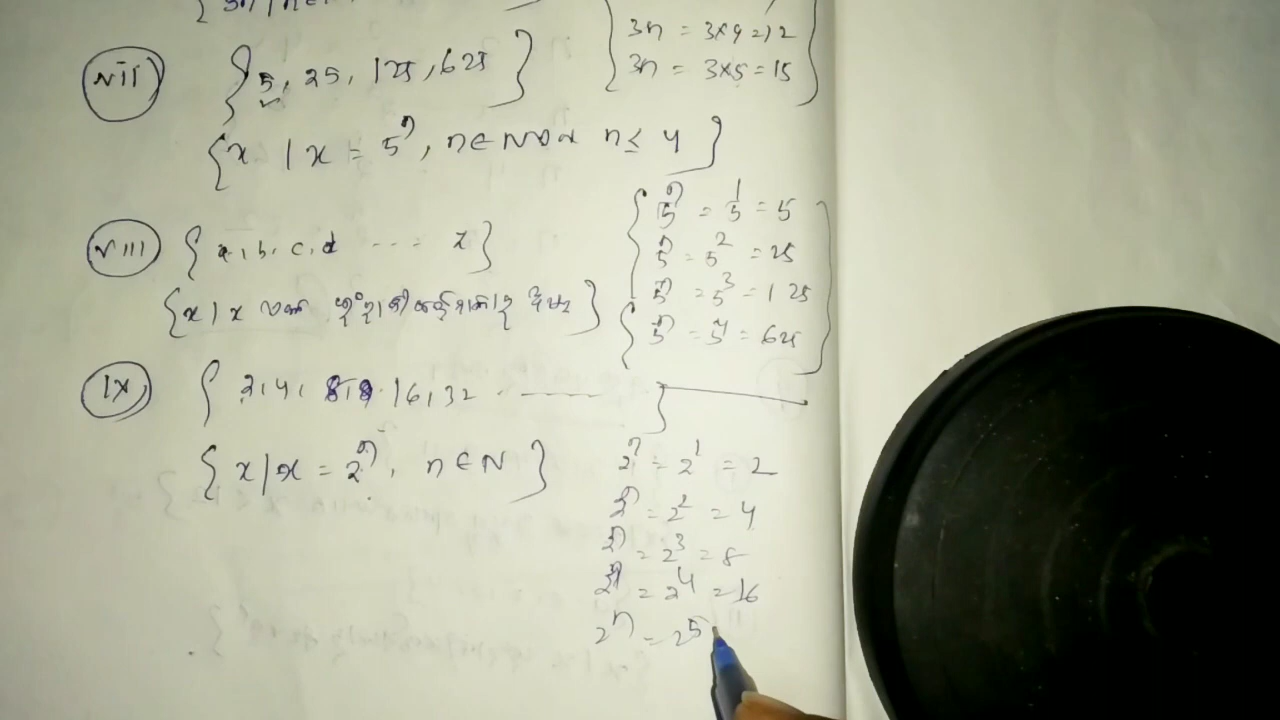 3n = 3×4 = 12
3n = 3×5 = 15
vii {5, 25, 125, 625}
{x | x = 5ⁿ, n∈N n ≤ 4}
5ⁿ = 5¹ = 5
5ⁿ = 5² = 25
5ⁿ = 5³ = 125
5ⁿ = 5⁴ = 625
viii {a, b, c, d ---- z}
{x | x
ix, {2, 4, 8, 16, 32 . ------ }
{x | x = 2ⁿ, n∈N}
2ⁿ = 2¹ = 2
2ⁿ = 2² = 4
2ⁿ = 2³ = 8
2ⁿ = 2⁴ = 16
2ⁿ = 2⁵